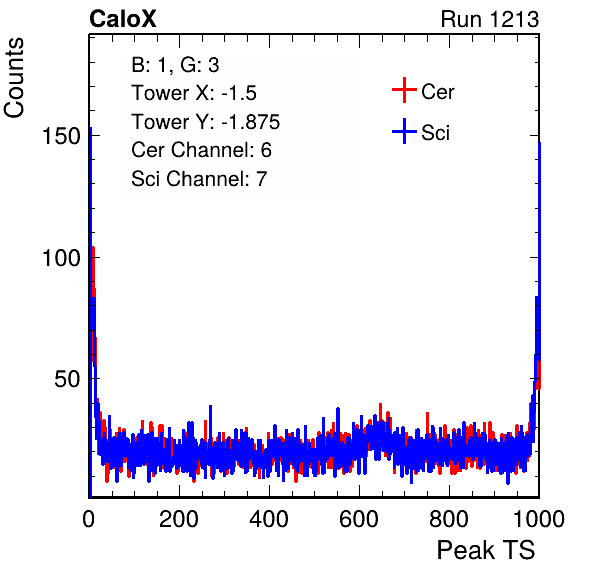 CaloX Run 1213
Counts
B: 1, G: 3
Tower X: -1.5
Tower Y: -1.875
Cer Channel: 6
Sci Channel: 7
Cer
Sci
150
100
50
0 200 400 600 800 1000
Peak TS